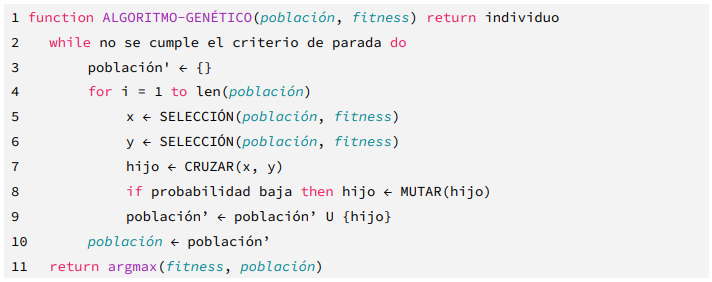 1 function ALGORITMO-GENÉTICO(población, fitness) return individuo
2 while no se cumple el criterio de parada do
3 población' ← {}
4 for i = 1 to len(población)
5 x ← SELECCIÓN(población, fitness)
6 y ← SELECCIÓN(población, fitness)
7 hijo ← CRUZAR(x, y)
8 if probabilidad baja then hijo ← MUTAR(hijo)
9 población’ ← población’ U {hijo}
10 población ← población’
11 return argmax(fitness, población)